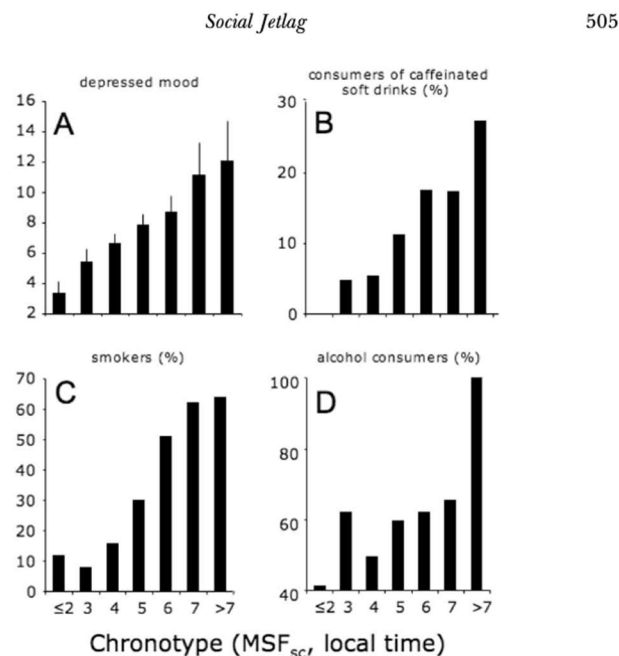 Social Jetlag 505
depressed mood
consumers of caffeinated
soft drinks (%)
A
16
14
12
10
8
6
4
2
B
30
20
10
0
smokers (%)
alcohol consumers (%)
C
70
60
50
40
30
20
10
0
≤2 3 4 5 6 7 >7
D
100
80
60
40
≤2 3 4 5 6 7 >7
Chronotype (MSFsc, local time)